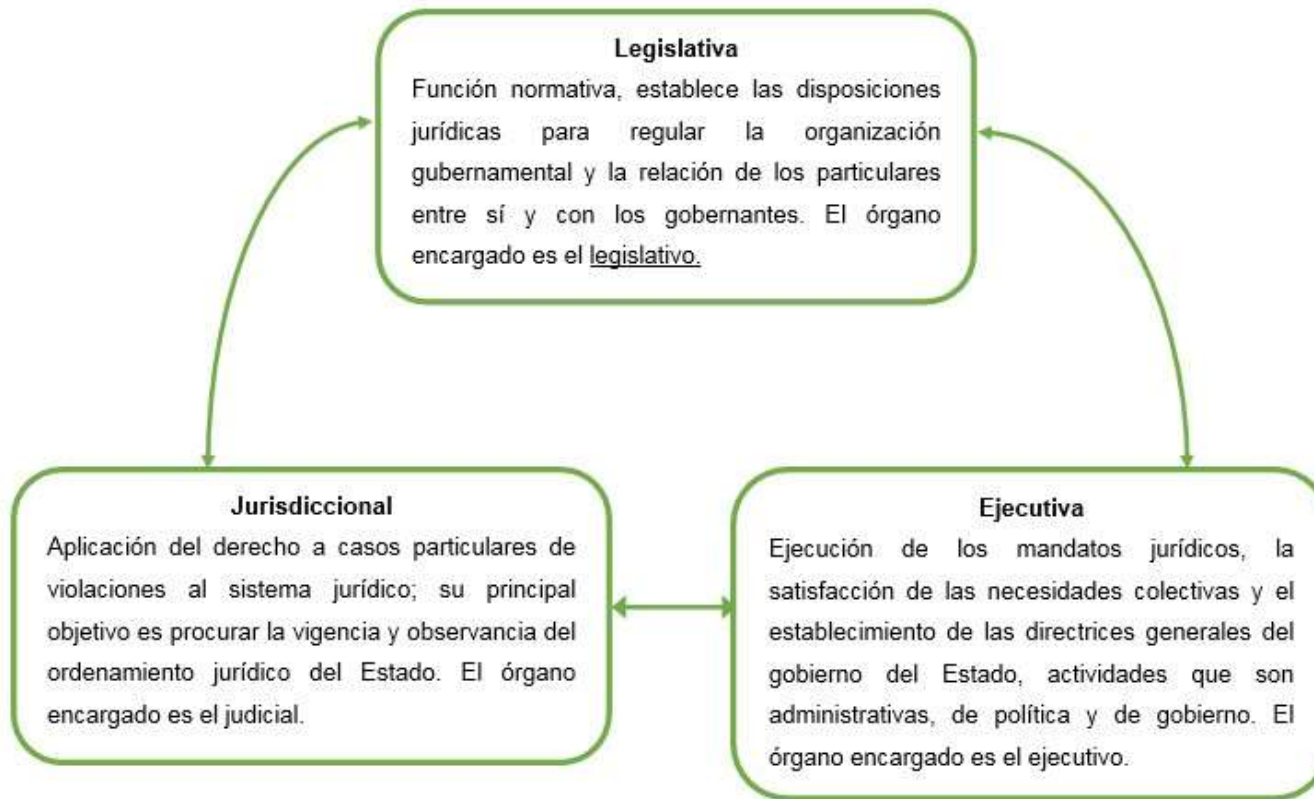 Legislativa
Función normativa, establece las disposiciones
jurídicas para regular la organización
gubernamental y la relación de los particulares
entre sí y con los gobernantes. El órgano
encargado es el legislativo.
Jurisdiccional
Aplicación del derecho a casos particulares de
violaciones al sistema jurídico; su principal
objetivo es procurar la vigencia y observancia del
ordenamiento jurídico del Estado. El órgano
encargado es el judicial.
Ejecutiva
Ejecución de los mandatos jurídicos, la
satisfacción de las necesidades colectivas y el
establecimiento de las directrices generales del
gobierno del Estado, actividades que son
administrativas, de política y de gobierno. El
órgano encargado es el ejecutivo.